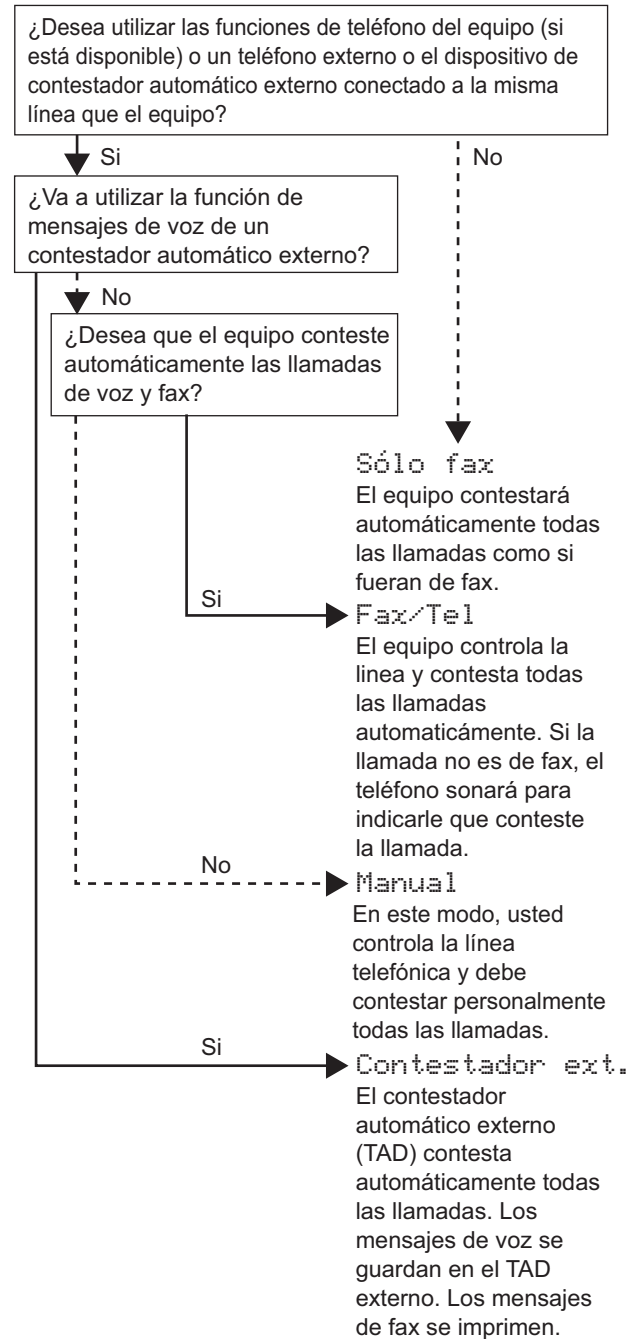 ¿Desea utilizar las funciones de teléfono del equipo (si
está disponible) o un teléfono externo o el dispositivo de
contestador automático externo conectado a la misma
línea que el equipo?
Si
No
¿Va a utilizar la función de
mensajes de voz de un
contestador automático externo?
No
¿Desea que el equipo conteste
automáticamente las llamadas
de voz y fax?
Sólo fax
El equipo contestará
automáticamente todas
las llamadas como si
fueran de fax.
Si
Fax/Tel
El equipo controla la
linea y contesta todas
las llamadas
automaticámente. Si la
llamada no es de fax, el
teléfono sonará para
indicarle que conteste
la llamada.
No
Manual
En este modo, usted
controla la línea
telefónica y debe
contestar personalmente
todas las llamadas.
Si
Contestador ext.
El contestador
automático externo
(TAD) contesta
automáticamente todas
las llamadas. Los
mensajes de voz se
guardan en el TAD
externo. Los mensajes
de fax se imprimen.